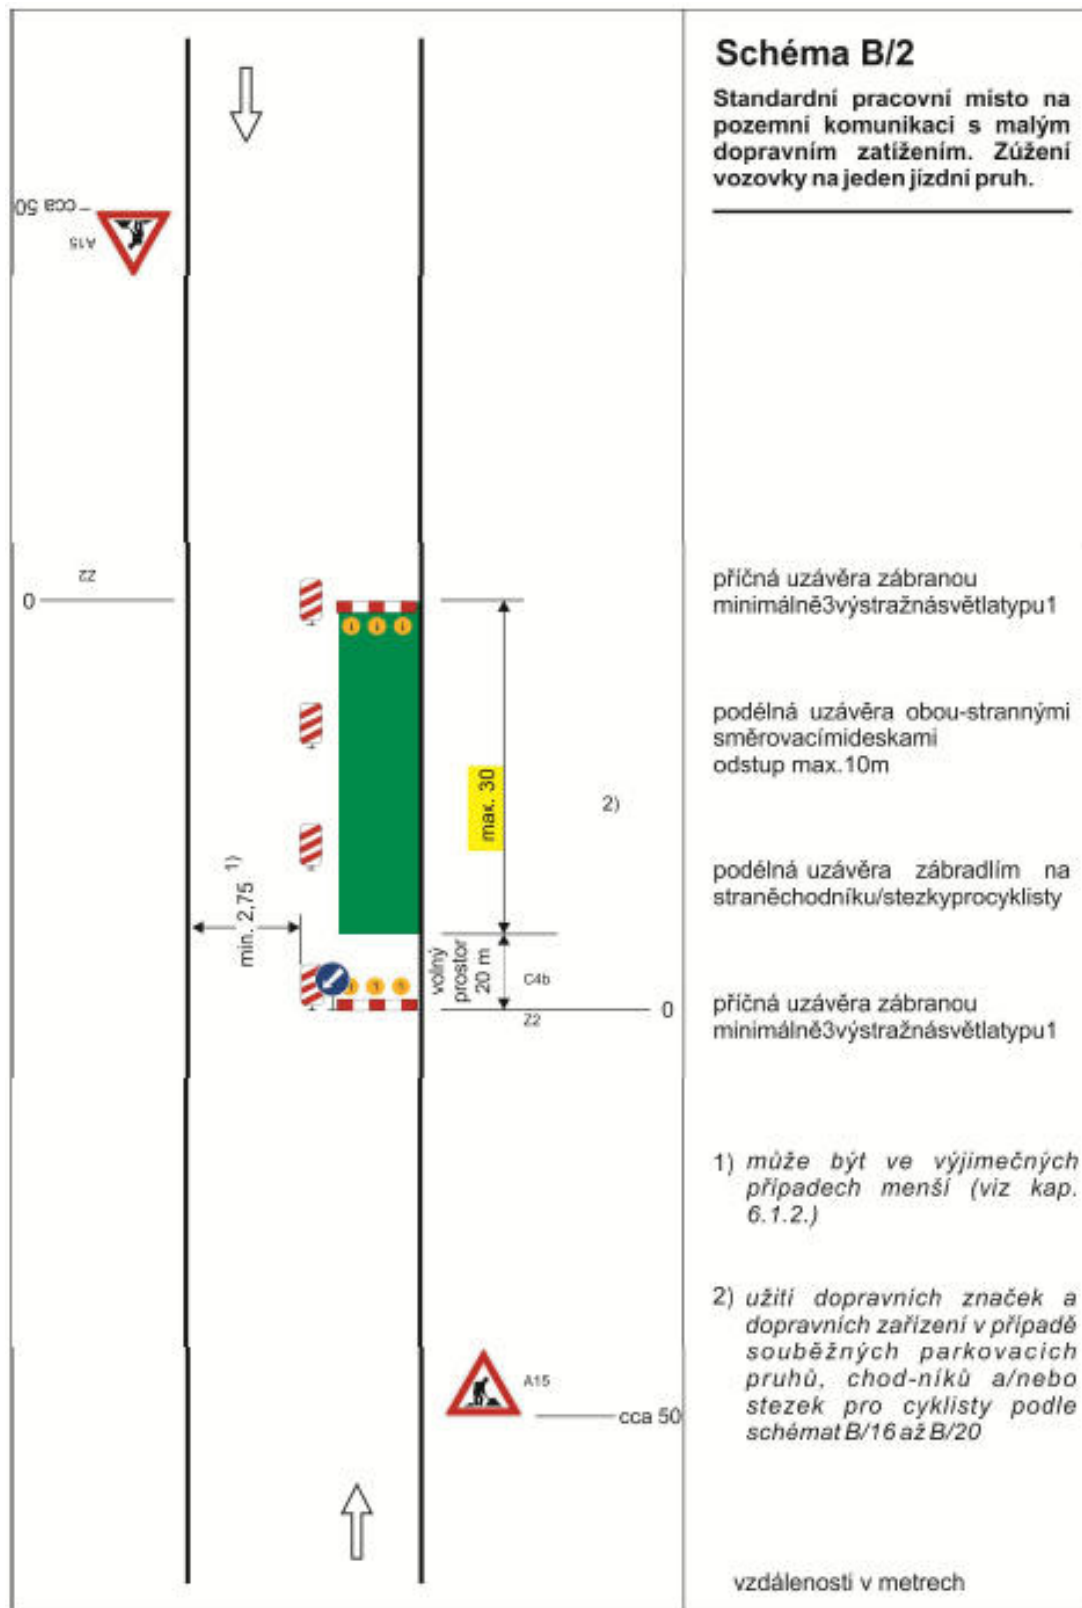 Schéma B/2
Standardní pracovní místo na
pozemní komunikaci s malým
dopravním zatížením. Zúžení
vozovky na jeden jízdní pruh.
cca 50
A15
0
Z2
příčná uzávěra zábranou
minimálně3výstražnásvětlatypu1
podélná uzávěra obou-strannými
směrovacímideskami
odstup max.10m
max. 30
2)
podélná uzávěra zábradlím na
straněchodníku/stezkyprocyklisty
min. 2,75 1)
volný
prostor
20 m
C4b
Z2
0
příčná uzávěra zábranou
minimálně3výstražnásvětlatypu1
1) může být ve výjimečných
případech menší (viz kap.
6.1.2.)
2) užití dopravních značek a
dopravních zařízení v případě
souběžných parkovacích
pruhů, chod-níků a/nebo
stezek pro cyklisty podle
schémat B/16 až B/20
A15
cca 50
vzdálenosti v metrech